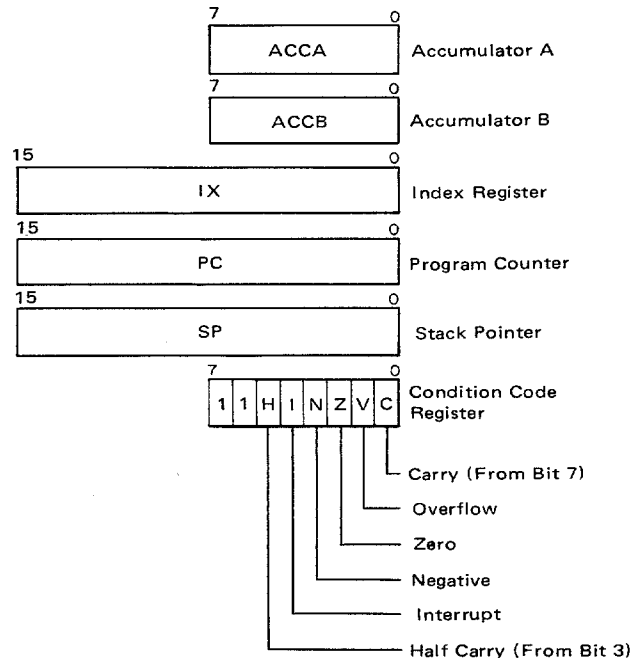 7 0
ACCA Accumulator A
7 0
ACCB Accumulator B
15 0
IX Index Register
15 0
PC Program Counter
15 0
SP Stack Pointer
7 0
1 1 H I N Z V C Condition Code
Register
Carry (From Bit 7)
Overflow
Zero
Negative
Interrupt
Half Carry (From Bit 3)